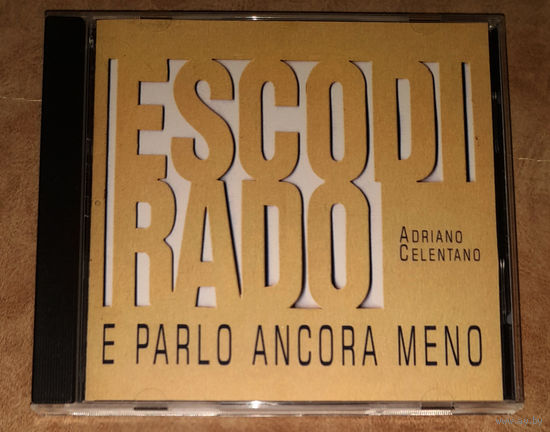 ESCO DI
RADO
ADRIANO
CELENTANO
E PARLO ANCORA MENO